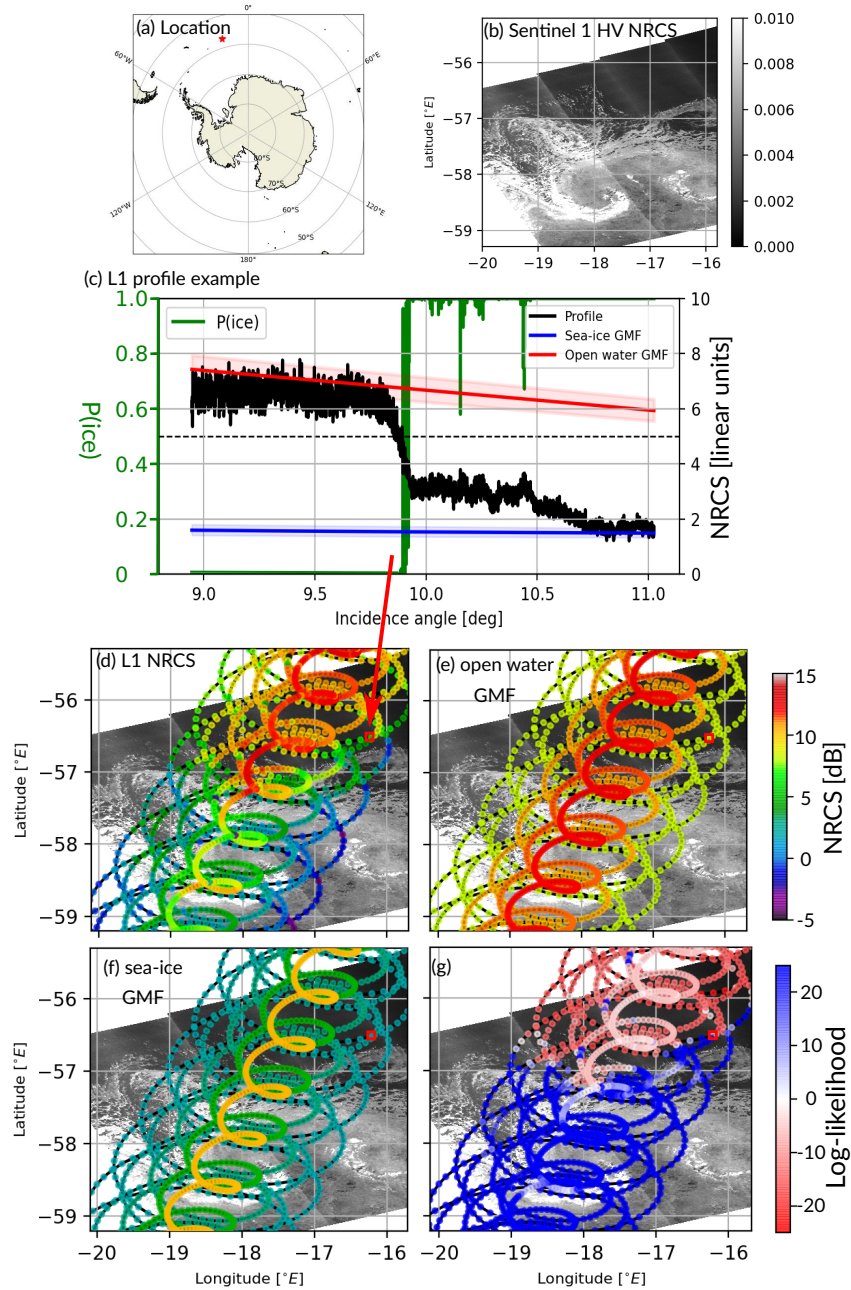 (a) Location
0°
60°W
60°E
80°S
70°S
60°S
50°S
120°W
120°E
180°
(b) Sentinel 1 HV NRCS
Latitude [°E]
−56
−57
−58
−59
−20
−19
−18
−17
−16
0.010
0.008
0.006
0.004
0.002
0.000
(c) L1 profile example
P(ice)
1.0
0.8
0.6
0.4
0.2
0
P(ice)
Profile
Sea-ice GMF
Open water GMF
10
8
6
4
2
0
NRCS [linear units]
9.0
9.5
10.0
10.5
11.0
Incidence angle [deg]
(d) L1 NRCS
Latitude [°E]
−56
−57
−58
−59
(e) open water
GMF
15
10
5
0
-5
NRCS [dB]
(f) sea-ice
GMF
Latitude [°E]
−56
−57
−58
−59
−20
−19
−18
−17
−16
Longitude [°E]
(g)
−20
−19
−18
−17
−16
Longitude [°E]
20
10
0
-10
-20
Log-likelihood